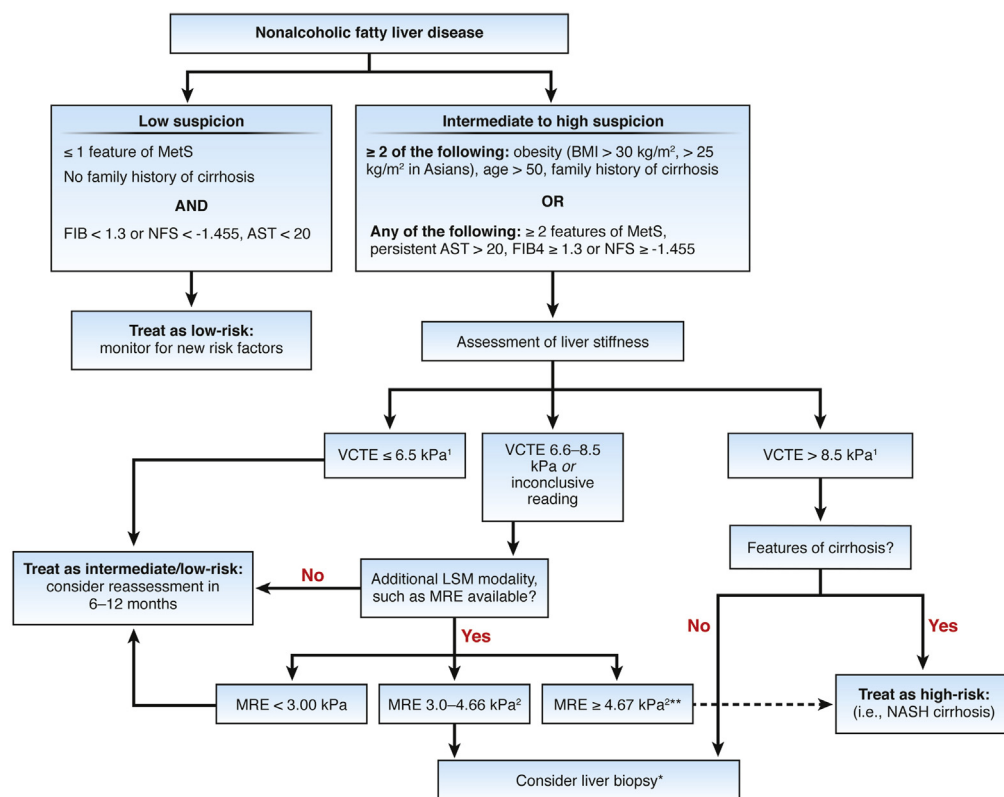 Nonalcoholic fatty liver disease
Low suspicion
≤ 1 feature of MetS
No family history of cirrhosis
AND
FIB < 1.3 or NFS < -1.455, AST < 20
Intermediate to high suspicion
≥ 2 of the following: obesity (BMI > 30 kg/m², > 25
kg/m² in Asians), age > 50, family history of cirrhosis
OR
Any of the following: ≥ 2 features of MetS,
persistent AST > 20, FIB4 ≥ 1.3 or NFS ≥ -1.455
Treat as low-risk:
monitor for new risk factors
Assessment of liver stiffness
VCTE ≤ 6.5 kPa¹
VCTE 6.6–8.5
kPa or
inconclusive
reading
VCTE > 8.5 kPa¹
Features of cirrhosis?
Treat as intermediate/low-risk:
consider reassessment in
6–12 months
No
Additional LSM modality,
such as MRE available?
Yes
No
Yes
MRE < 3.00 kPa
MRE 3.0–4.66 kPa²
MRE ≥ 4.67 kPa²**
Treat as high-risk:
(i.e., NASH cirrhosis)
Consider liver biopsy*